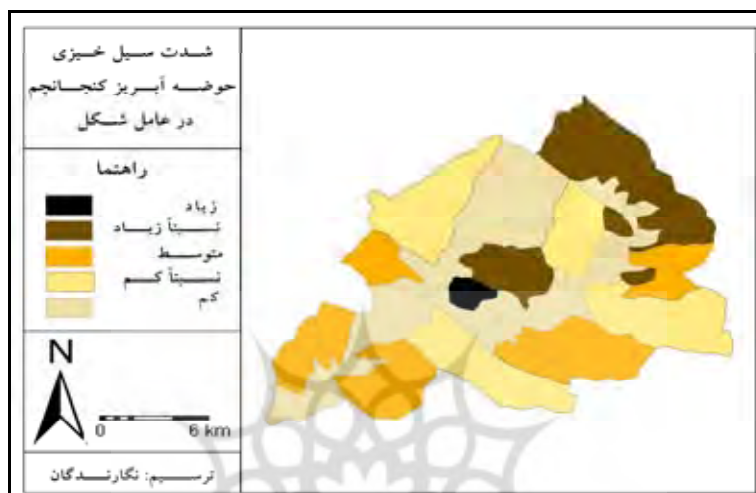 شدت سیل خیزی
حوضه آبریز کنجانچم
در عامل شکل
راهنما
زیاد
نسبتاً زیاد
متوسط
نسبتاً کم
کم
N
0 6 km
ترسیم: نگارندگان